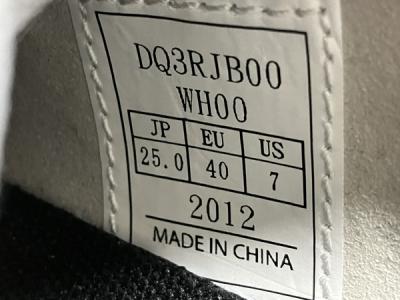 DQ3RJB00
WH00
JP EU US
25.0 40 7
2012
MADE IN CHINA